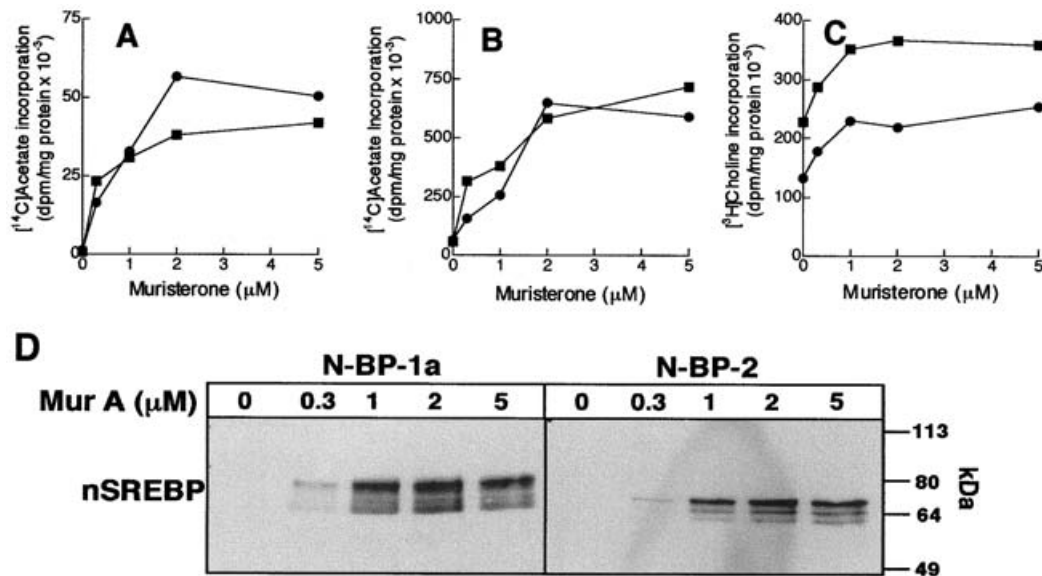 A
[¹⁴C]Acetate incorporation
(dpm/mg protein x 10⁻³)
75
50
25
0
0 1 2 3 4 5
Muristerone (μM)
B
[¹⁴C]Acetate incorporation
(dpm/mg protein x 10⁻³)
1000
750
500
250
0
0 1 2 3 4 5
Muristerone (μM)
C
[³H]Choline incorporation
(dpm/mg protein 10⁻³)
400
300
200
100
0
0 1 2 3 4 5
Muristerone (μM)
D
N-BP-1a N-BP-2
Mur A (μM) 0 0.3 1 2 5 0 0.3 1 2 5
nSREBP
113
80
64
49
kDa